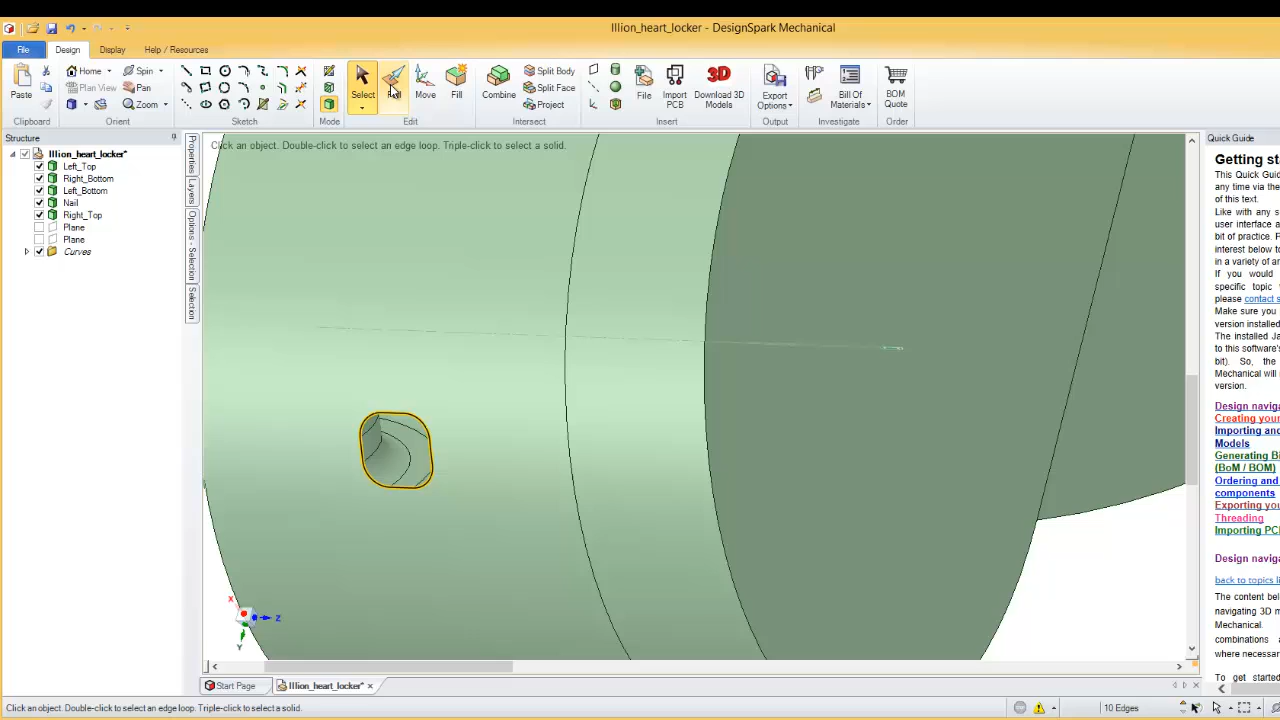 Illion_heart_locker - DesignSpark Mechanical
File Design Display Help / Resources
Paste
Home Spin
Plan View Pan
Zoom
Select
Pull
Move
Fill
Combine
Split Body
Split Face
Project
File
Import
PCB
Download 3D
Models
Export
Options
Bill Of
Materials
BOM
Quote
Clipboard Orient Sketch Mode Edit Intersect Insert Output Investigate Order
Structure
Illion_heart_locker*
Left_Top
Right_Bottom
Left_Bottom
Nail
Right_Top
Plane
Plane
Curves
Properties
Layers
Options - Selection
Selection
Click an object. Double-click to select an edge loop. Triple-click to select a solid.
X
Z
Y
3D
Quick Guide
Getting sta
This Quick Guid
any time via the
of this text.
Like with any s
user interface a
bit of practice. F
interest below to
in a variety of a
If you would
specific topic
please contact s
Make sure you
version installed
The installed Ja
to this software's
bit). So, the
Mechanical will
version.
Design naviga
Creating your
Importing and
Models
Generating Bi
(BoM / BOM)
Ordering and
components
Exporting you
Threading
Importing PC
Design naviga
back to topics li
The content bel
navigating 3D m
Mechanical.
combinations a
where necessar
To get started
Start Page Illion_heart_locker*
Click an object. Double-click to select an edge loop. Triple-click to select a solid.
10 Edges